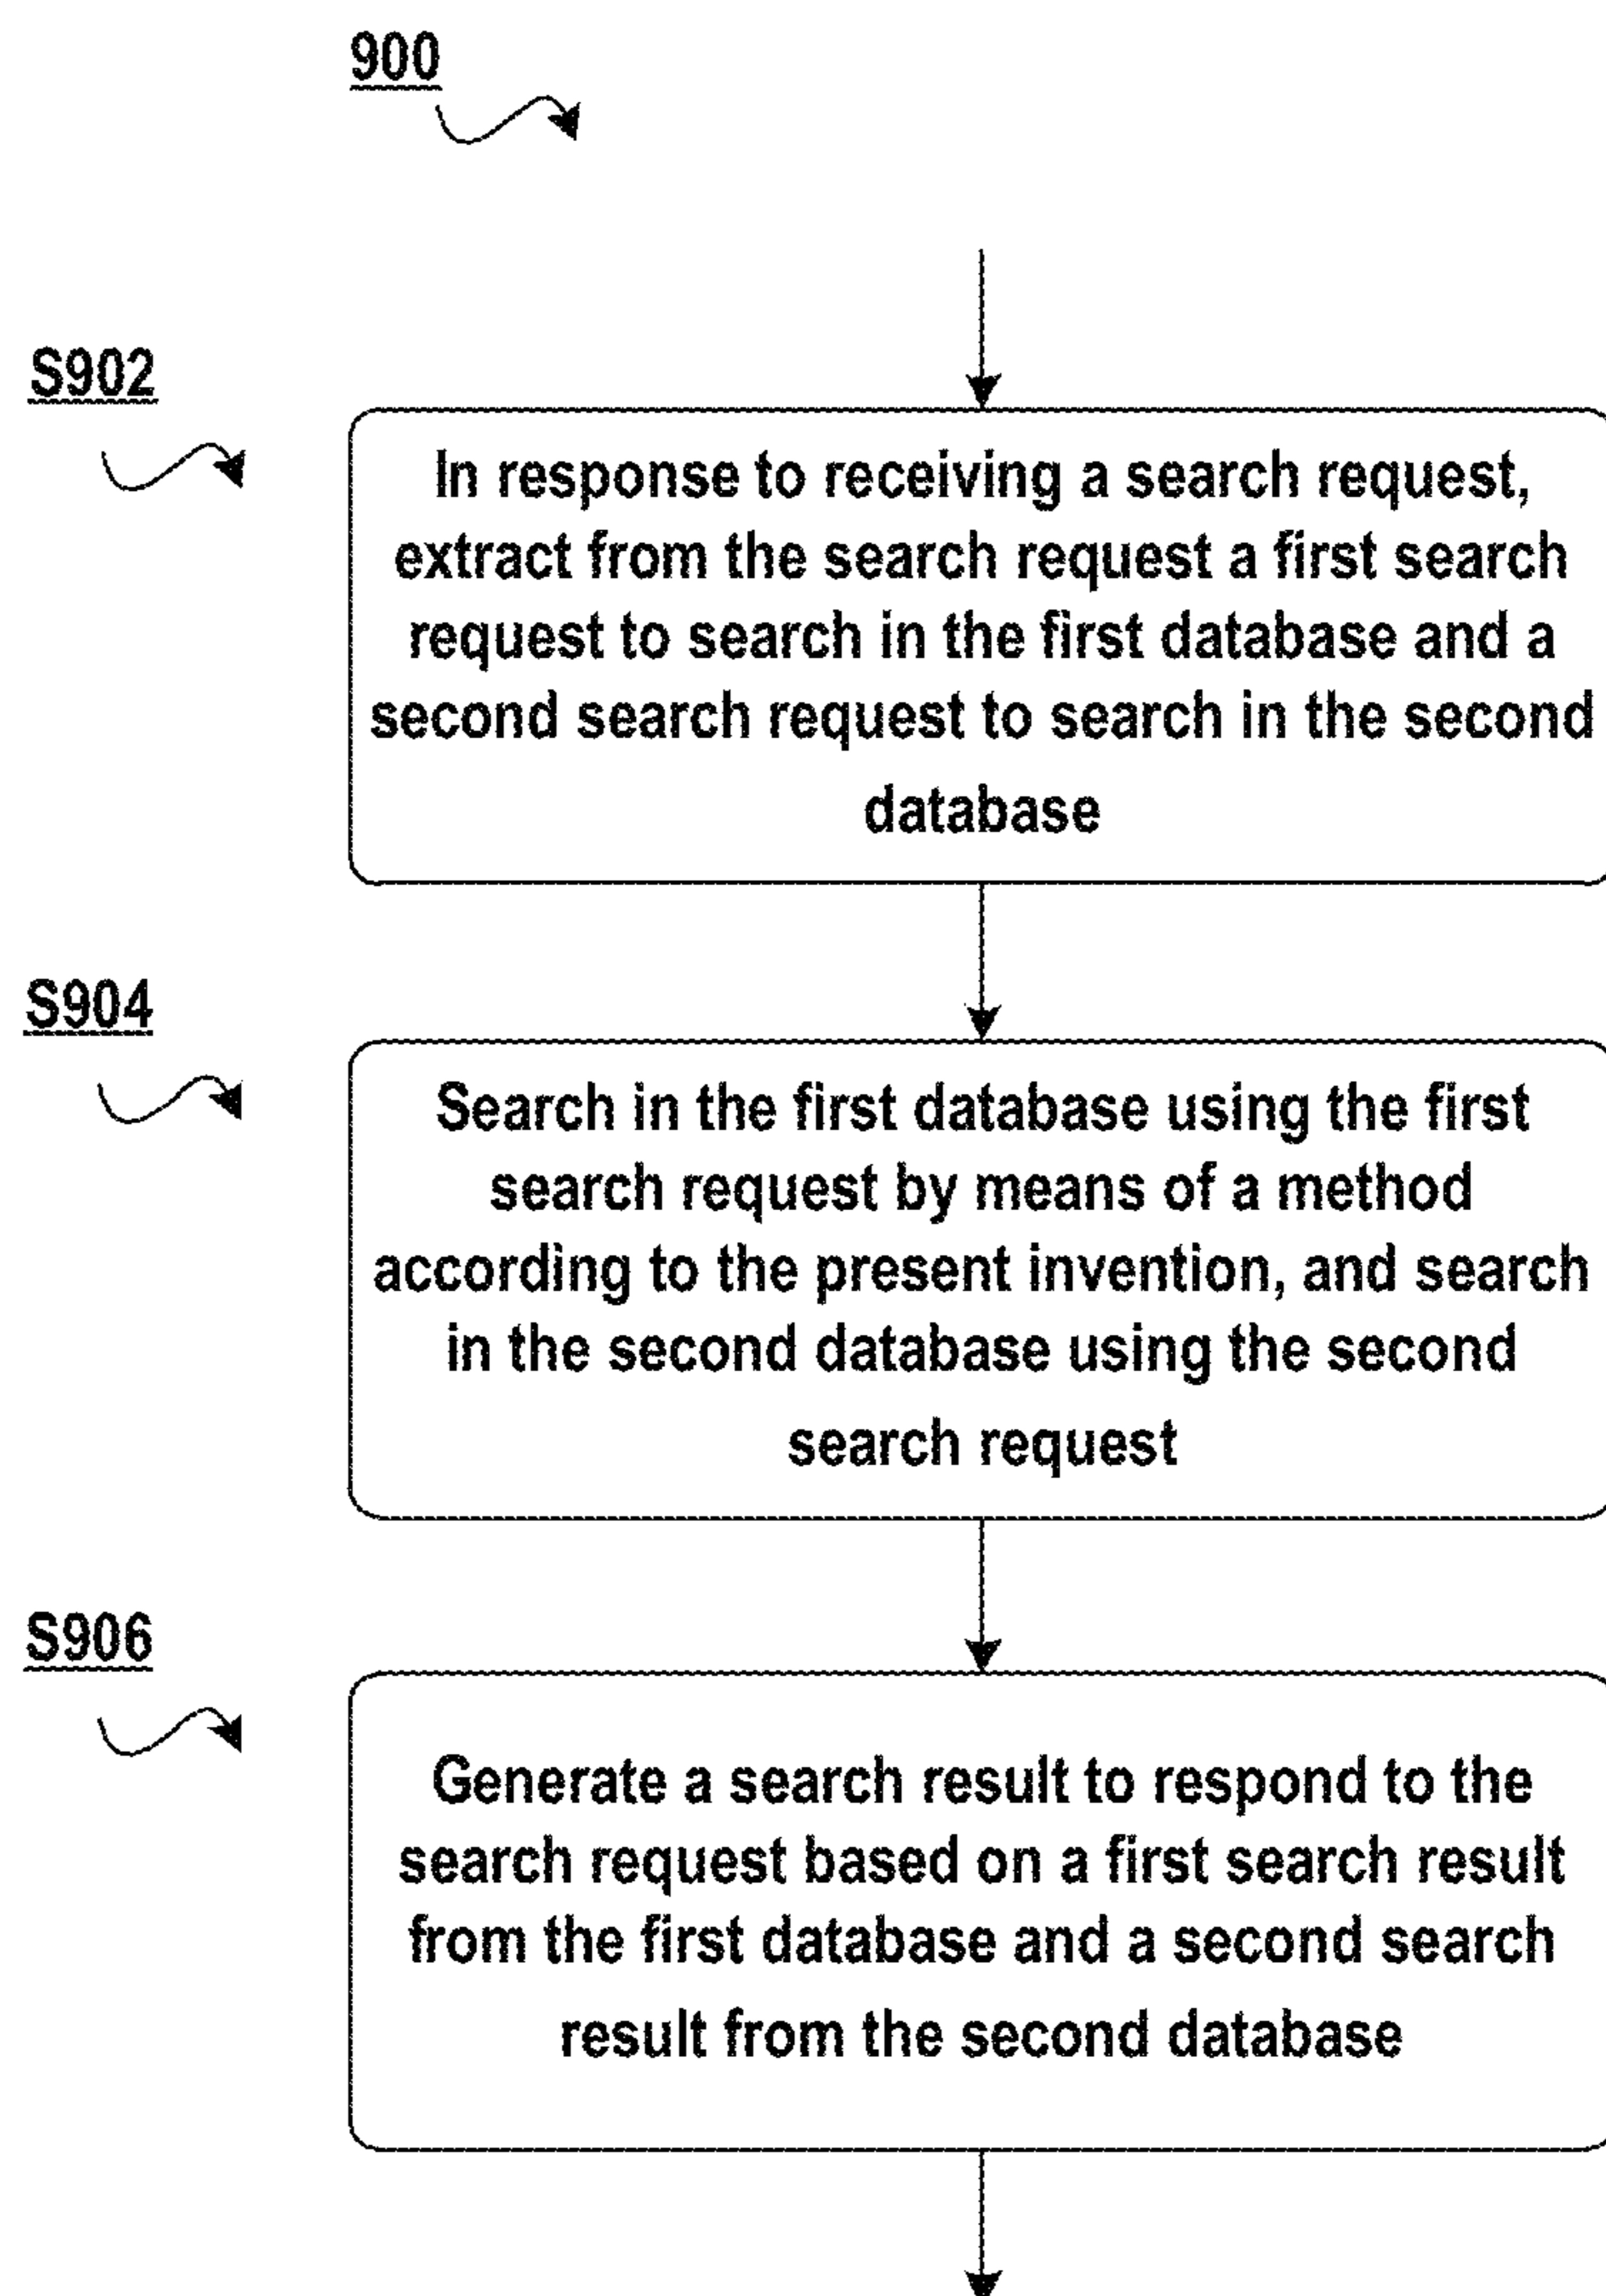 900
S902
In response to receiving a search request,
extract from the search request a first search
request to search in the first database and a
second search request to search in the second
database
S904
Search in the first database using the first
search request by means of a method
according to the present invention, and search
in the second database using the second
search request
S906
Generate a search result to respond to the
search request based on a first search result
from the first database and a second search
result from the second database